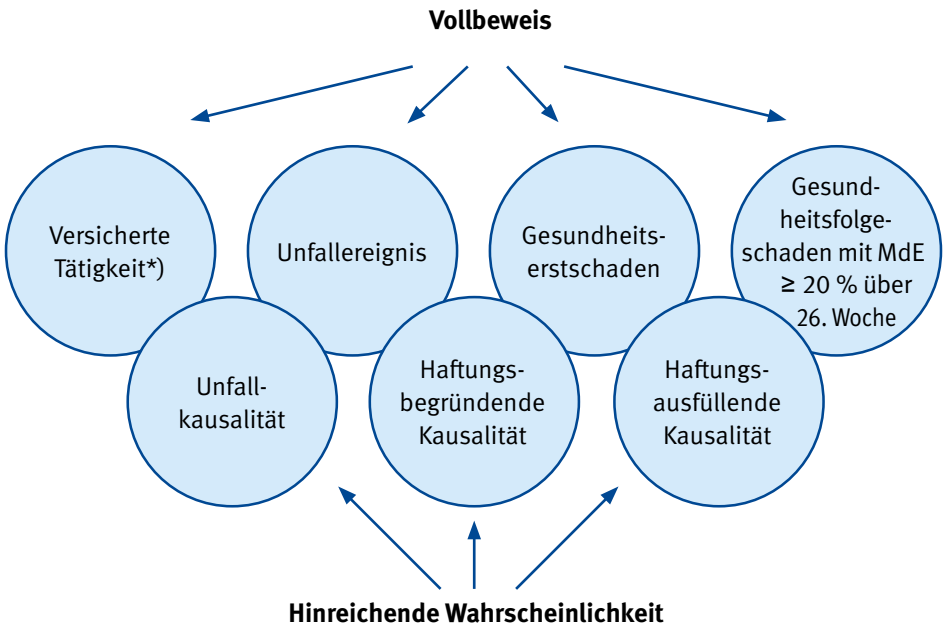 Vollbeweis
Versicherte
Tätigkeit*)
Unfallereignis
Gesundheits-
erstschaden
Gesund-
heitsfolge-
schaden mit MdE
≥ 20 % über
26. Woche
Unfall-
kausalität
Haftungs-
begründende
Kausalität
Haftungs-
ausfüllende
Kausalität
Hinreichende Wahrscheinlichkeit